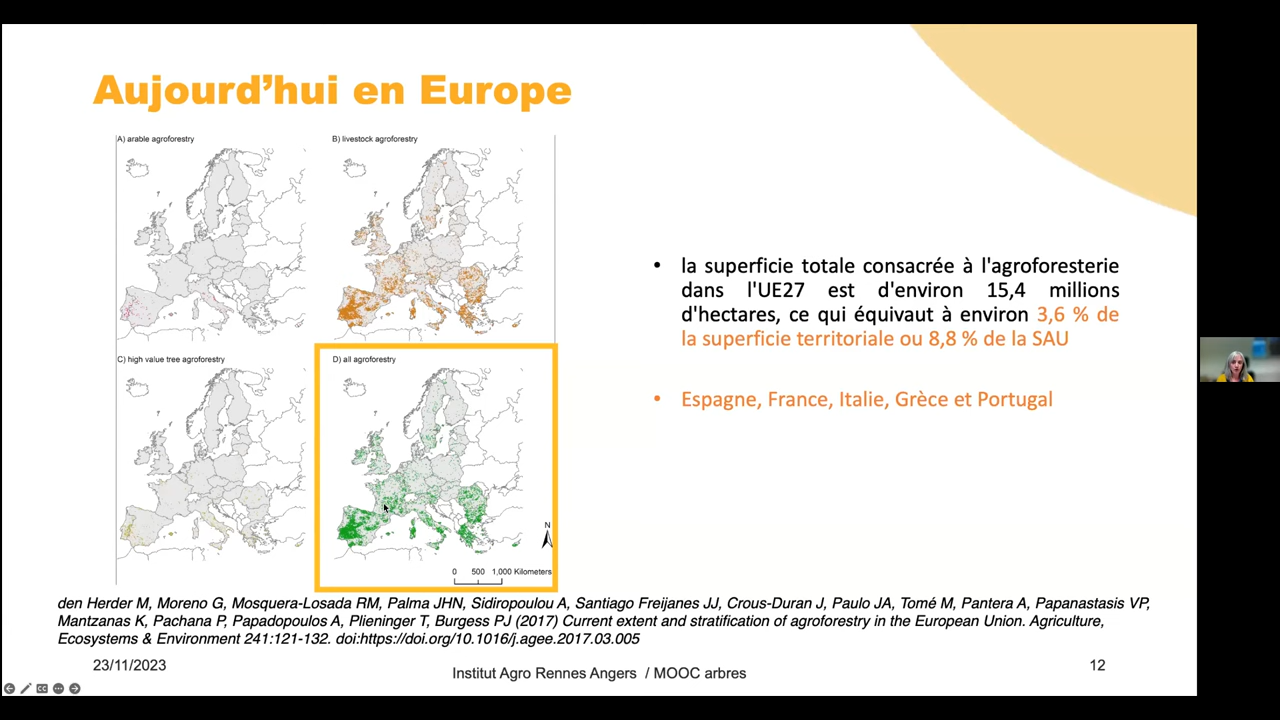 Aujourd'hui en Europe
A) arable agroforestry
B) livestock agroforestry
C) high value tree agroforestry
D) all agroforestry
N
0 500 1,000 Kilometers
• la superficie totale consacrée à l'agroforesterie
dans l'UE27 est d'environ 15,4 millions
d'hectares, ce qui équivaut à environ 3,6 % de
la superficie territoriale ou 8,8 % de la SAU
• Espagne, France, Italie, Grèce et Portugal
den Herder M, Moreno G, Mosquera-Losada RM, Palma JHN, Sidiropoulou A, Santiago Freijanes JJ, Crous-Duran J, Paulo JA, Tomé M, Pantera A, Papanastasis VP,
Mantzanas K, Pachana P, Papadopoulos A, Plieninger T, Burgess PJ (2017) Current extent and stratification of agroforestry in the European Union. Agriculture,
Ecosystems & Environment 241:121-132. doi:https://doi.org/10.1016/j.agee.2017.03.005
23/11/2023
Institut Agro Rennes Angers / MOOC arbres
12
CC